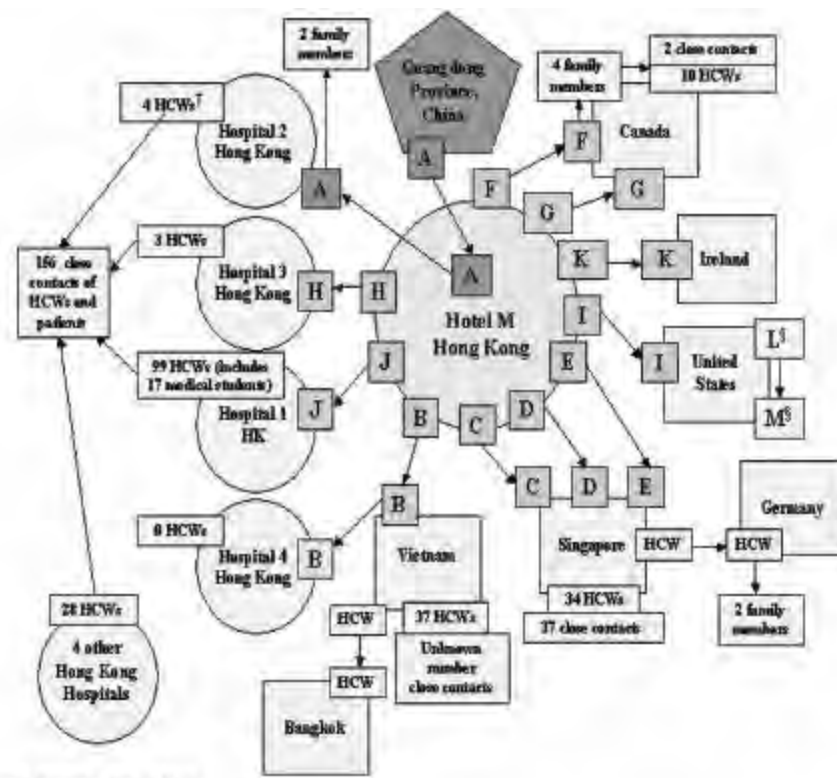 2 family
members
Guangdong
Province,
China
A
4 HCWs†
Hospital 2
Hong Kong
A
4 family
members
2 close contacts
10 HCWs
Canada
F
F
G
G
3 HCWs
Hospital 3
Hong Kong
H
H
A
Hotel M
Hong Kong
K
K
Ireland
156 close
contacts of
HCWs and
patients
I
I
United
States
L§
M§
99 HCWs (includes
17 medical students)
Hospital 1
HK
J
J
E
D
C
B
0 HCWs
Hospital 4
Hong Kong
B
B
Vietnam
C
D
E
Singapore
HCW
HCW
Germany
34 HCWs
37 close contacts
2 family
members
28 HCWs
4 other
Hong Kong
Hospitals
HCW
37 HCWs
Unknown
number
close contacts
HCW
Bangkok